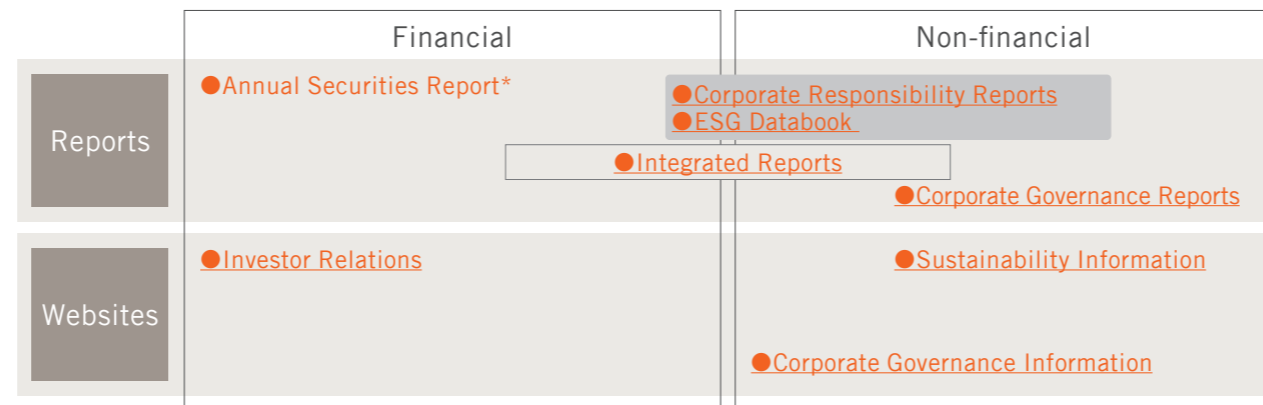 Financial
Non-financial
Reports
●Annual Securities Report*
●Corporate Responsibility Reports
●ESG Databook
●Integrated Reports
●Corporate Governance Reports
Websites
●Investor Relations
●Sustainability Information
●Corporate Governance Information